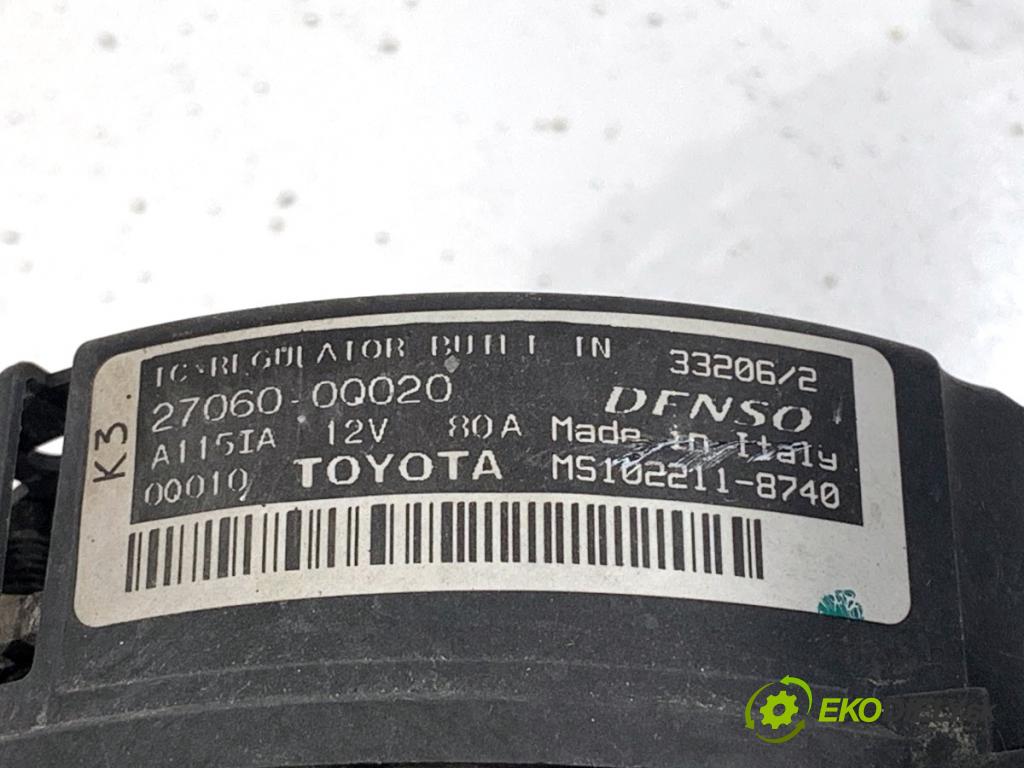 K3
IC-REGULATOR BUILT IN 33206/2
27060-0Q020 DENSO
A115IA 12V 80A Made in Italy
0Q010 TOYOTA MS102211-8740
EKO